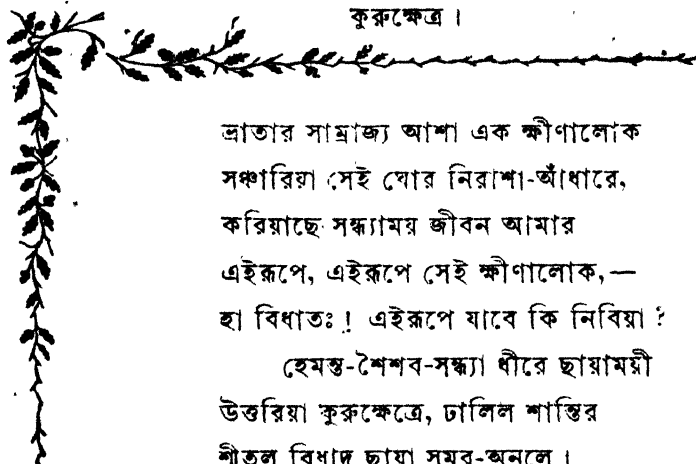 কুরুক্ষেত্র ।
ভ্রাতার সাম্রাজ্য আশা এক ক্ষীণালোক
সঞ্চারিয়া সেই ঘোর নিরাশা-আঁধারে,
করিয়াছে সন্ধ্যাময় জীবন আমার
এইরূপে, এইরূপে সেই ক্ষীণালোক,—
হা বিধাতঃ ! এইরূপে যাবে কি নিবিয়া ?
হেমন্ত-শৈশব-সন্ধ্যা ধীরে ছায়াময়ী
উত্তরিয়া কুরুক্ষেত্রে, ঢালিল শান্তির
শীতল বিষাদ ছায়া সমর-অনলে ।